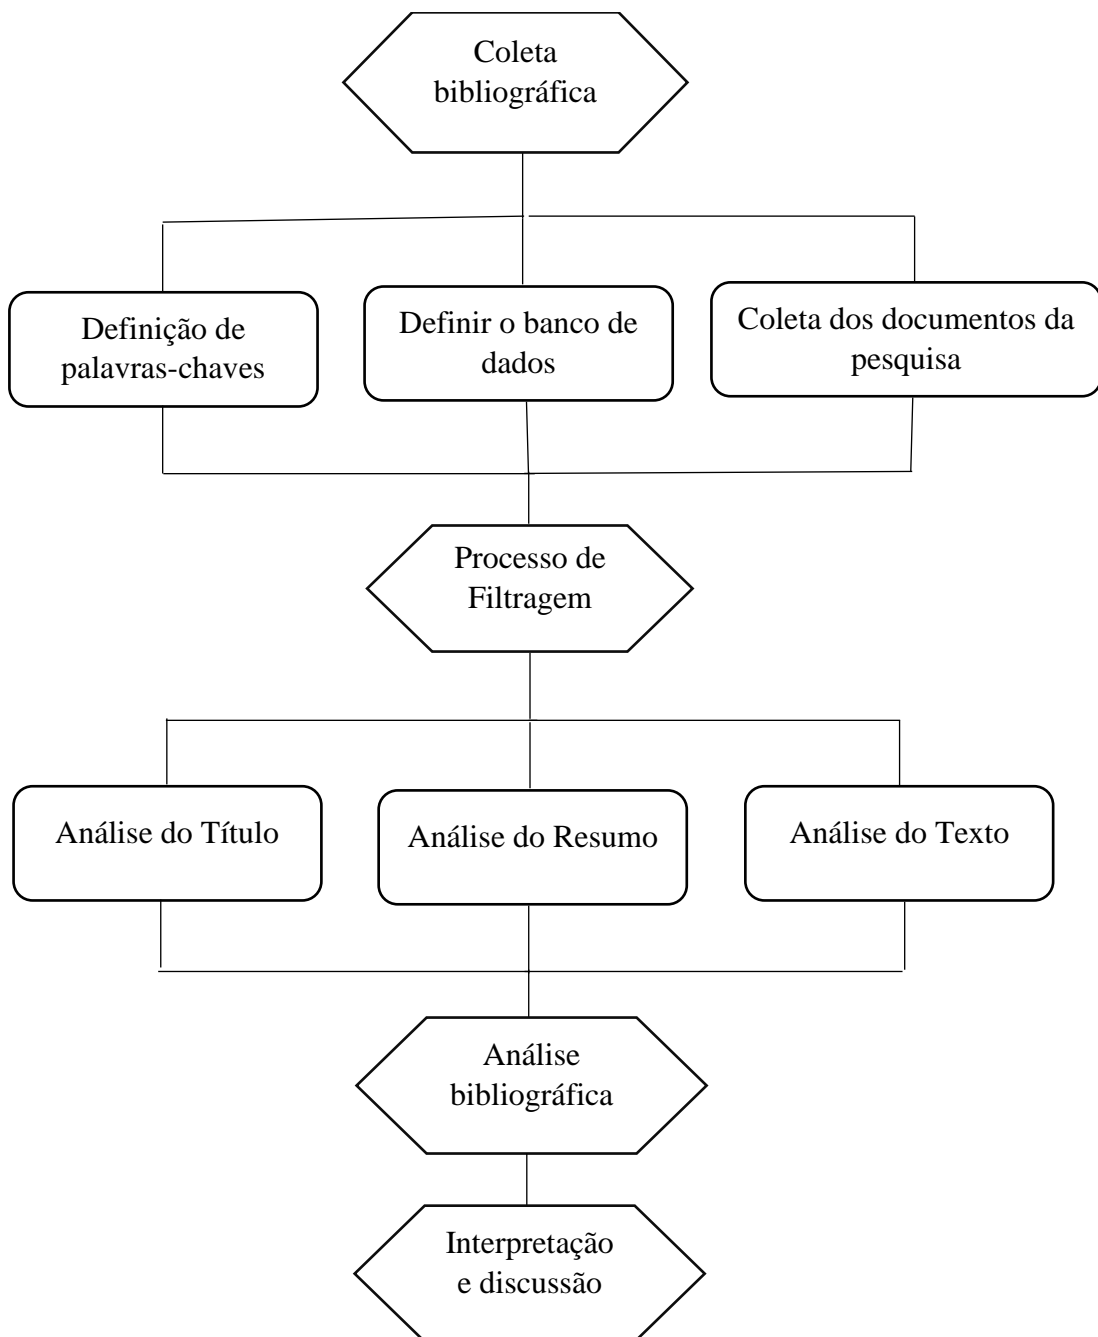 Coleta
bibliográfica
Definição de
palavras-chaves
Definir o banco de
dados
Coleta dos documentos da
pesquisa
Processo de
Filtragem
Análise do Título
Análise do Resumo
Análise do Texto
Análise
bibliográfica
Interpretação
e discussão